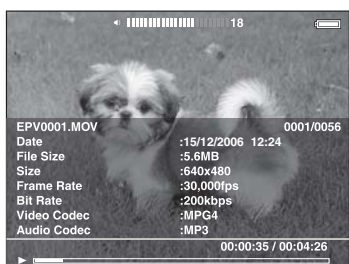 18
EPV0001.MOV 0001/0056
Date :15/12/2006 12:24
File Size :5.6MB
Size :640x480
Frame Rate :30,000fps
Bit Rate :200kbps
Video Codec :MPG4
Audio Codec :MP3
00:00:35 / 00:04:26